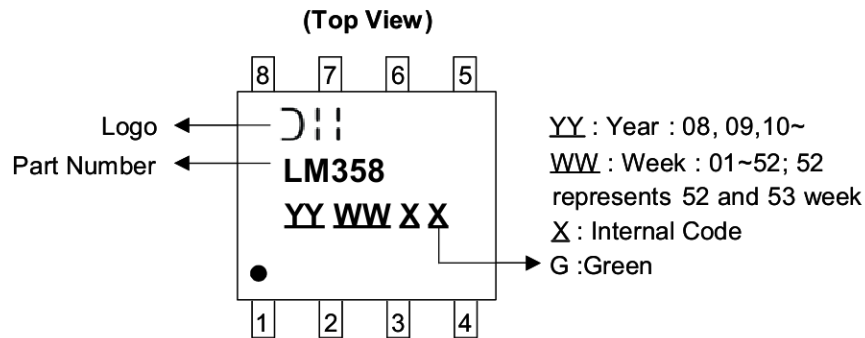 (Top View)
8 7 6 5
Logo
Part Number
LM358
YY WW X X
YY : Year : 08, 09,10~
WW : Week : 01~52; 52
represents 52 and 53 week
X : Internal Code
G :Green
1 2 3 4